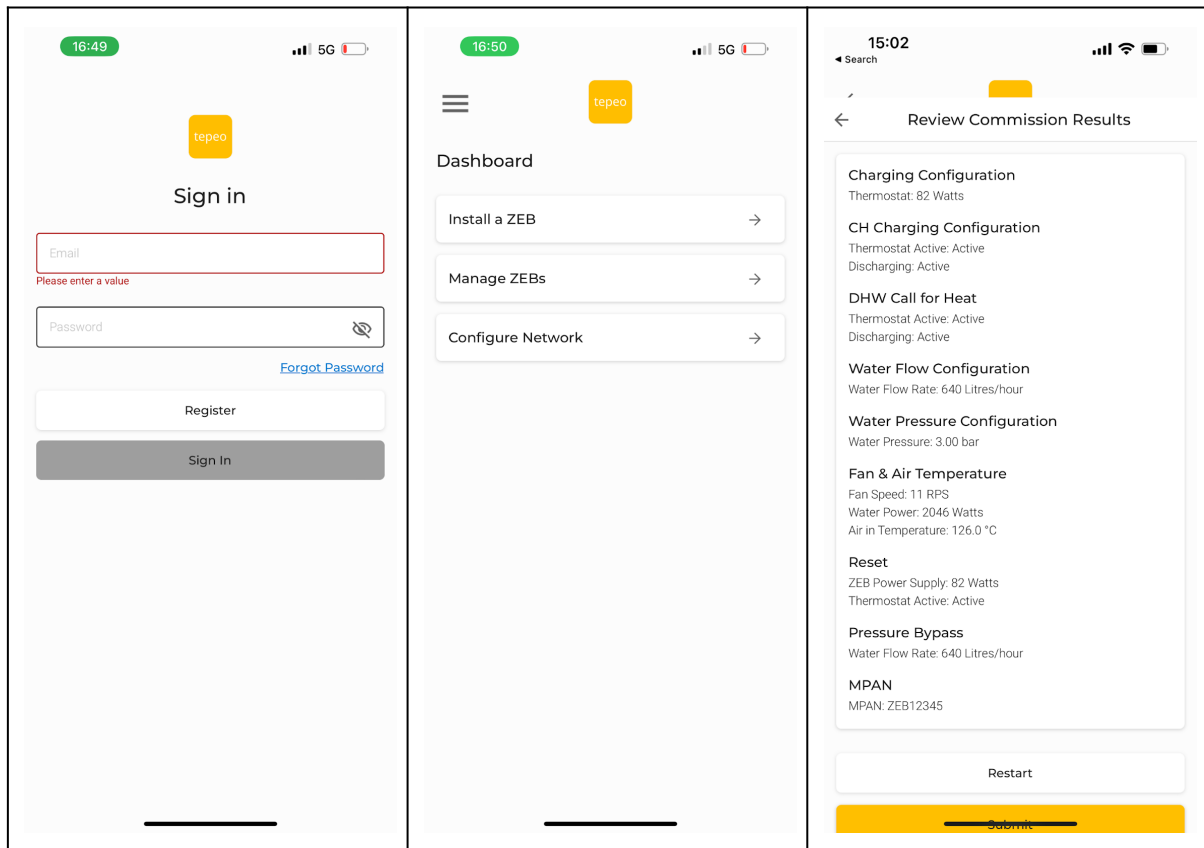 16:49
5G
tepeo
Sign in
Email
Please enter a value
Password
Forgot Password
Register
Sign In
16:50
5G
tepeo
Dashboard
Install a ZEB
Manage ZEBs
Configure Network
15:02
Search
Review Commission Results
Charging Configuration
Thermostat: 82 Watts
CH Charging Configuration
Thermostat Active: Active
Discharging: Active
DHW Call for Heat
Thermostat Active: Active
Discharging: Active
Water Flow Configuration
Water Flow Rate: 640 Litres/hour
Water Pressure Configuration
Water Pressure: 3.00 bar
Fan & Air Temperature
Fan Speed: 11 RPS
Water Power: 2046 Watts
Air in Temperature: 126.0 °C
Reset
ZEB Power Supply: 82 Watts
Thermostat Active: Active
Pressure Bypass
Water Flow Rate: 640 Litres/hour
MPAN
MPAN: ZEB12345
Restart
Submit